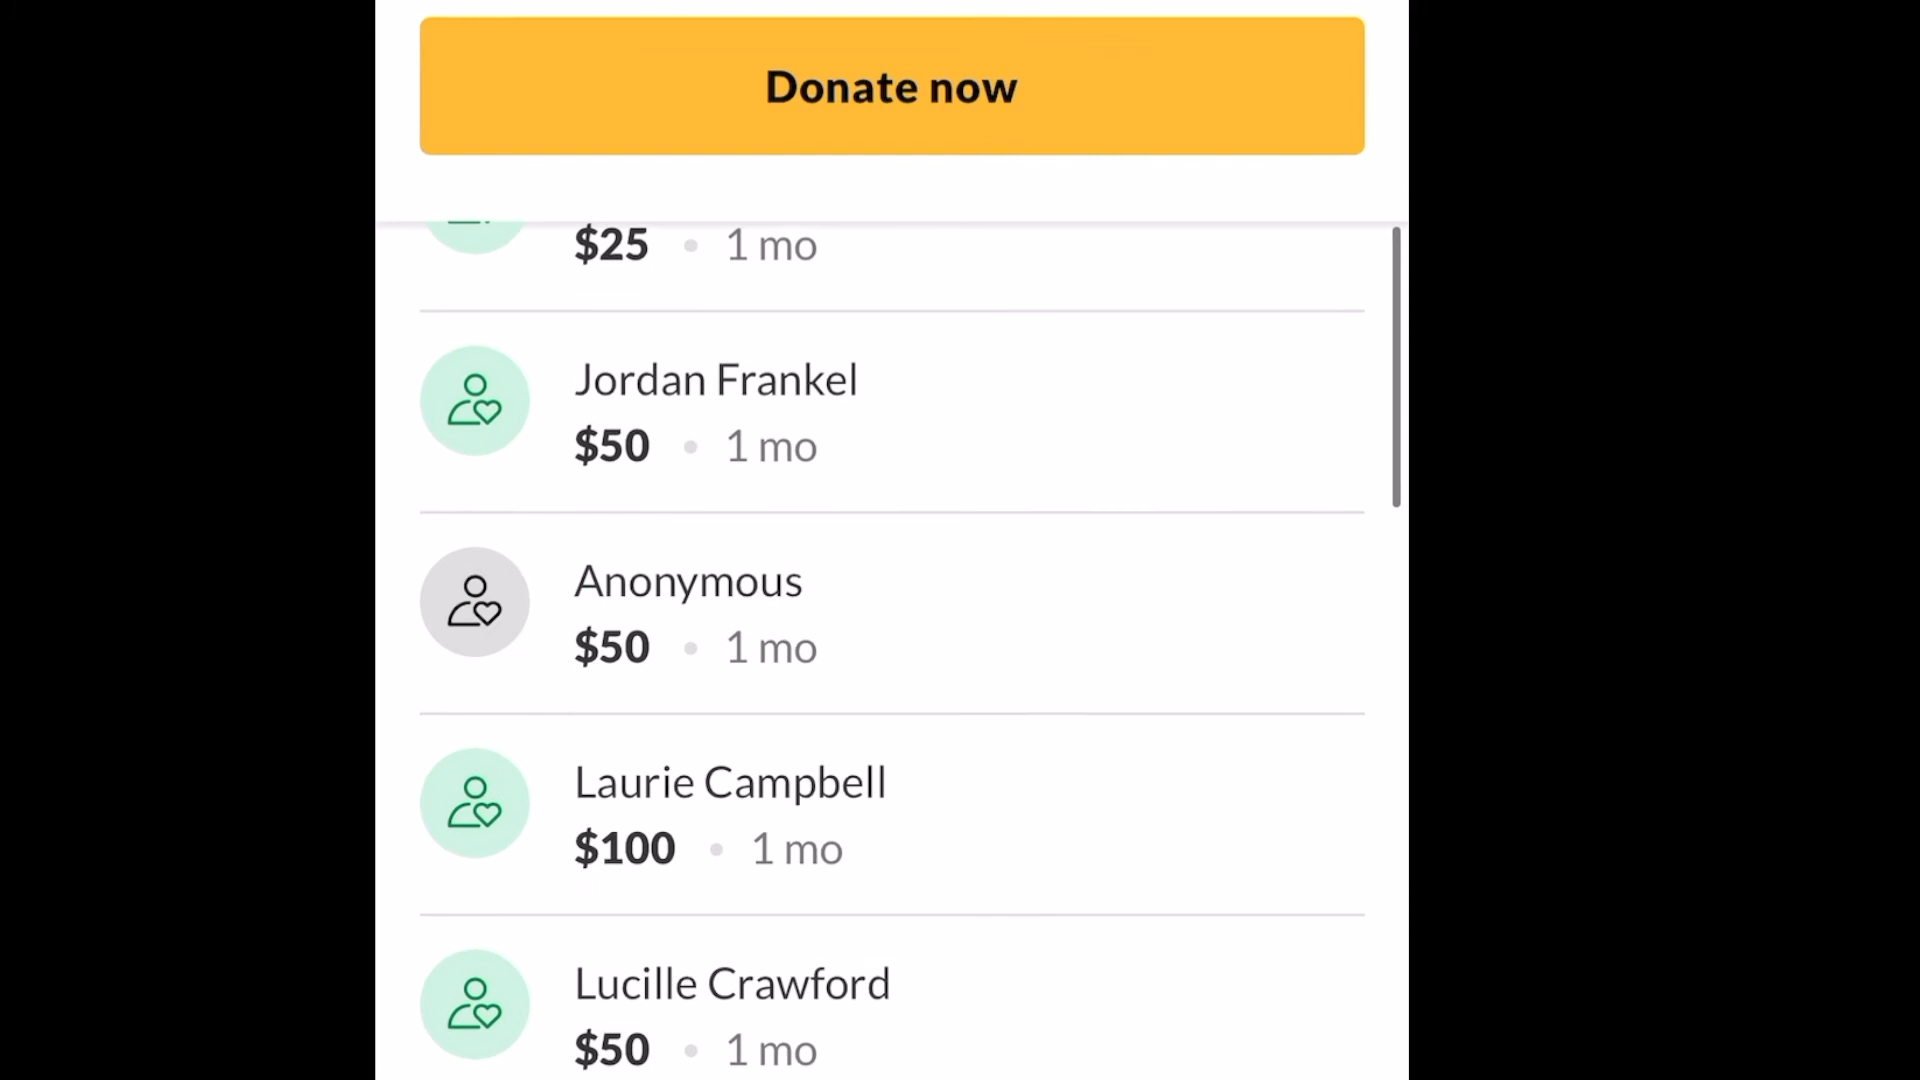 Donate now
$25 • 1 mo
Jordan Frankel
$50 • 1 mo
Anonymous
$50 • 1 mo
Laurie Campbell
$100 • 1 mo
Lucille Crawford
$50 • 1 mo